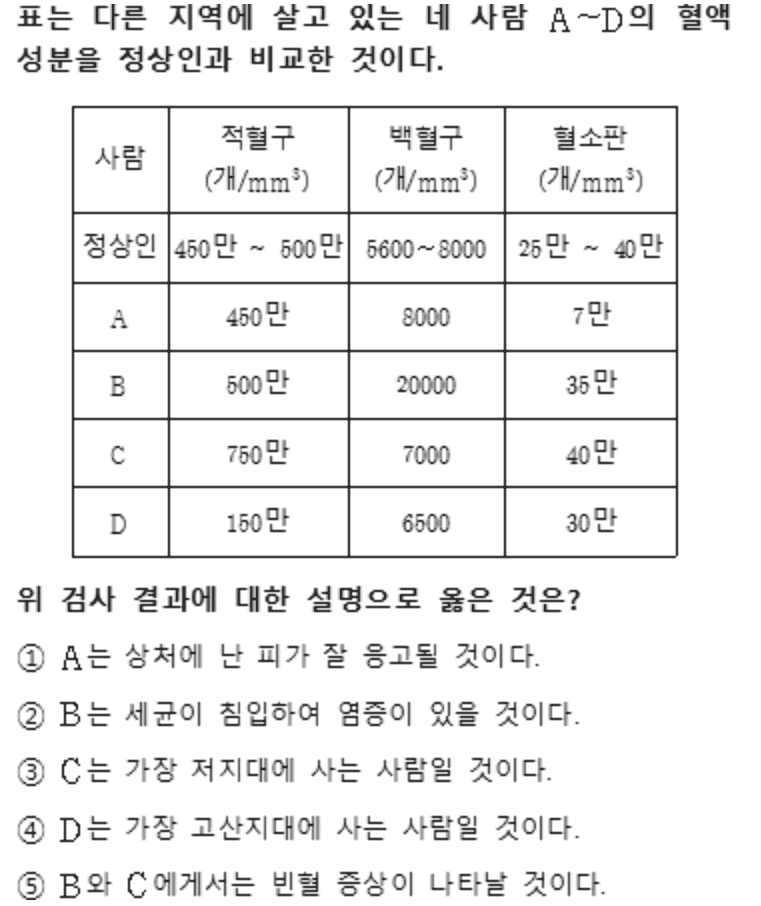 표는 다른 지역에 살고 있는 네 사람 A~D의 혈액
성분을 정상인과 비교한 것이다.
사람 적혈구 (개/mm³) 백혈구 (개/mm³) 혈소판 (개/mm³)
정상인 450만 ~ 500만 5600~8000 25만 ~ 40만
A 450만 8000 7만
B 500만 20000 35만
C 750만 7000 40만
D 150만 6500 30만
위 검사 결과에 대한 설명으로 옳은 것은?
① A는 상처에 난 피가 잘 응고될 것이다.
② B는 세균이 침입하여 염증이 있을 것이다.
③ C는 가장 저지대에 사는 사람일 것이다.
④ D는 가장 고산지대에 사는 사람일 것이다.
⑤ B와 C에게서는 빈혈 증상이 나타날 것이다.